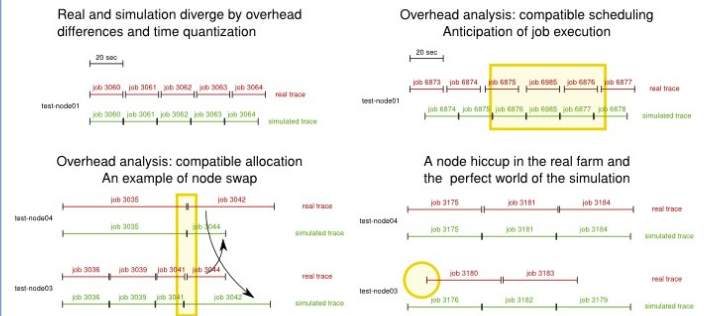 Real and simulation diverge by overhead
differences and time quantization
20 sec
job 3060 job 3061 job 3062 job 3063 job 3064
real trace
test-node01
job 3060 job 3061 job 3062 job 3063 job 3064
simulated trace
Overhead analysis: compatible scheduling
Anticipation of job execution
20 sec
job 6873 job 6874 job 6875 job 6985 job 6876 job 6877
real trace
test-node01
job 6874 job 6875 job 6876 job 6985 job 6877 job 6878
simulated trace
Overhead analysis: compatible allocation
An example of node swap
job 3035 job 3042
real trace
test-node04
job 3035 job 3044
simulated trace
job 3036 job 3039 job 3041 job 3044
real trace
test-node03
job 3036 job 3039 job 3041 job 3042
simulated trace
A node hiccup in the real farm and
the perfect world of the simulation
job 3175 job 3181 job 3184
real trace
test-node04
job 3175 job 3181 job 3184
simulated trace
job 3180 job 3183
real trace
test-node03
job 3176 job 3182 job 3179
simulated trace